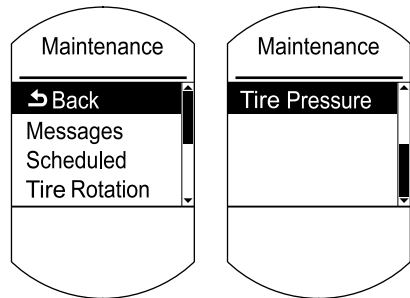 Maintenance
Back
Messages
Scheduled
Tire Rotation
Maintenance
Tire Pressure